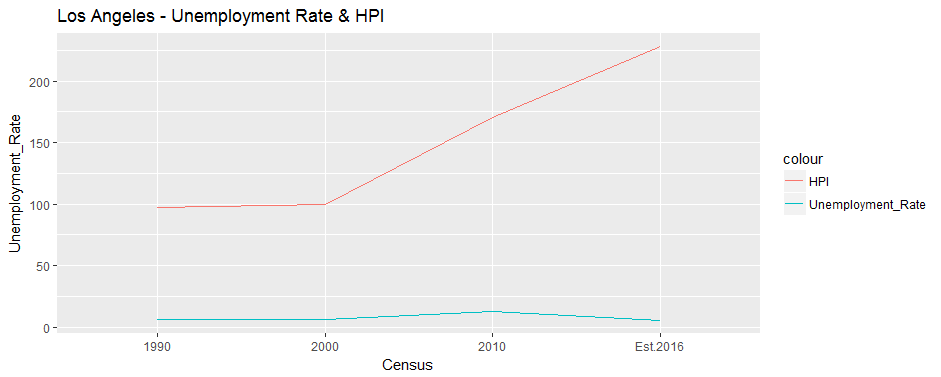 Los Angeles - Unemployment Rate & HPI
Unemployment_Rate
200
150
100
50
0
1990
2000
2010
Est.2016
Census
colour
HPI
Unemployment_Rate